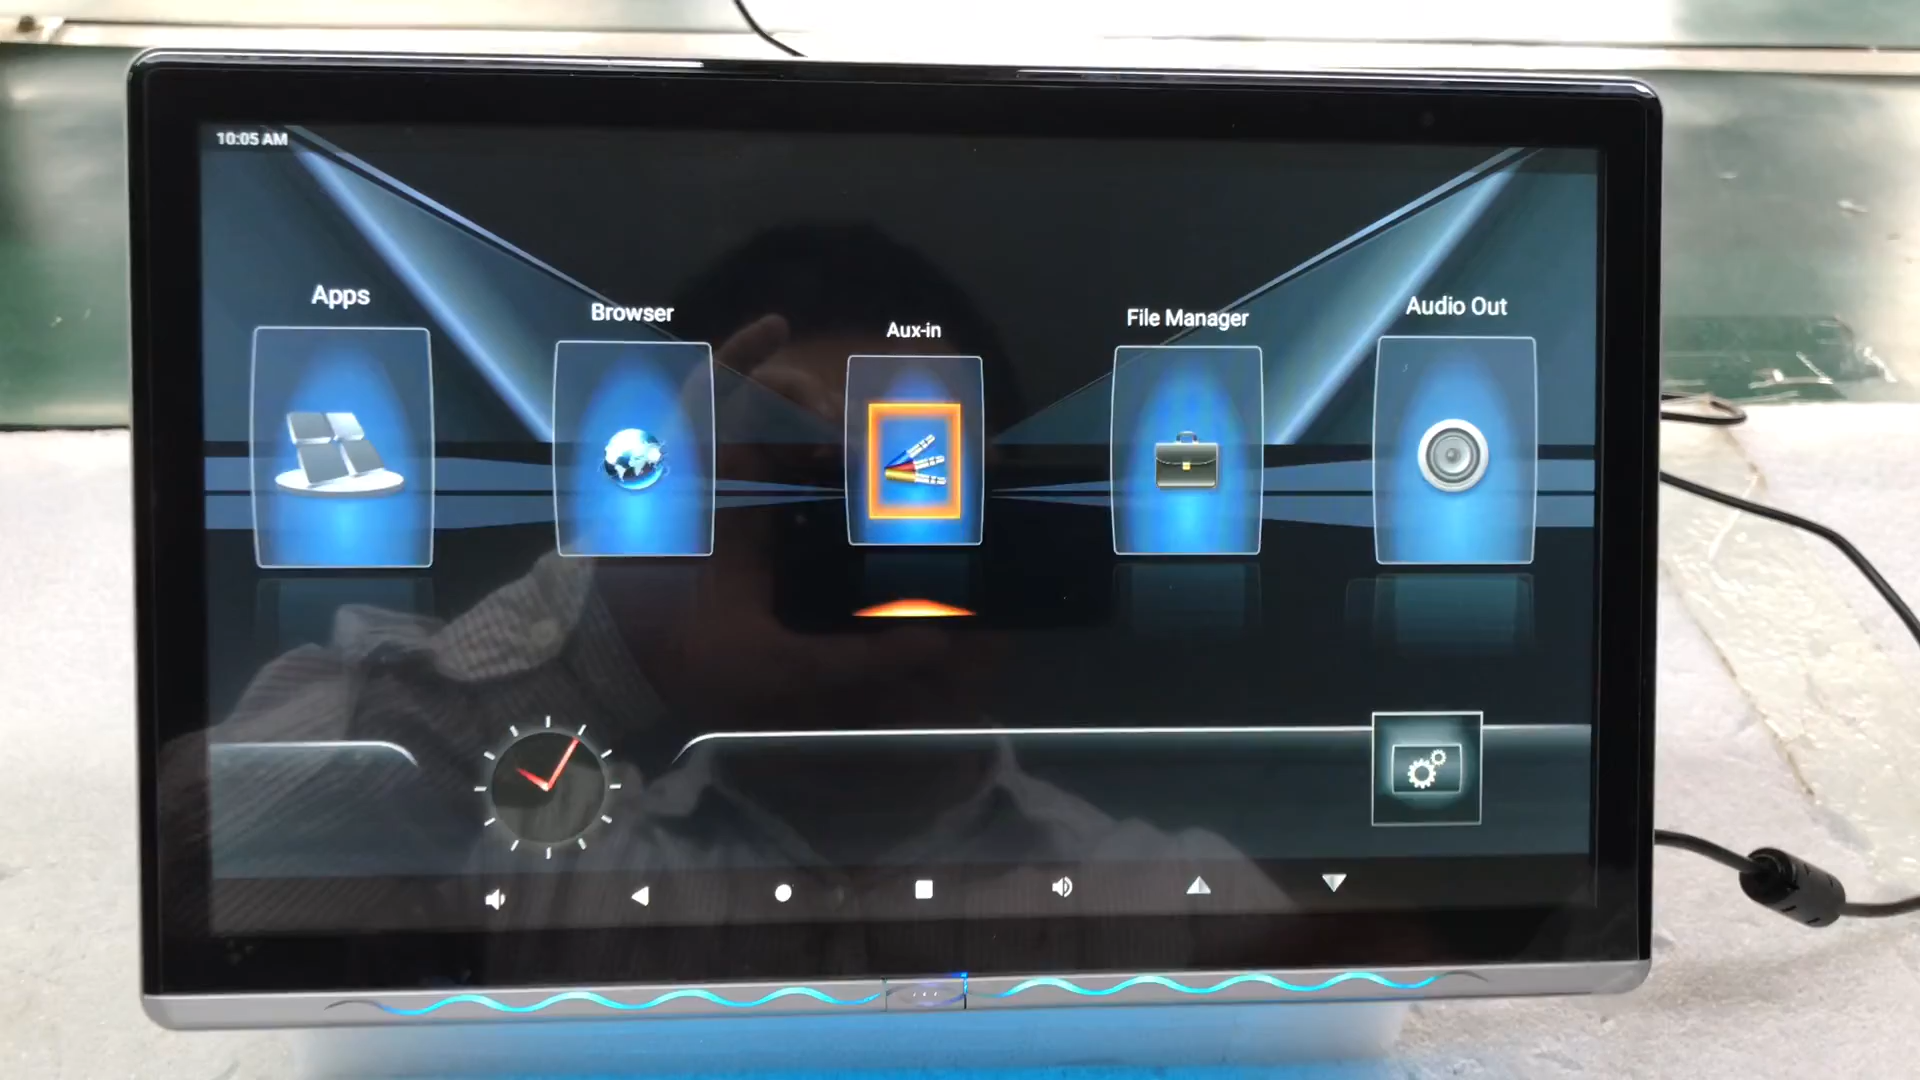 10:05 AM
Apps
Browser
Aux-in
File Manager
Audio Out